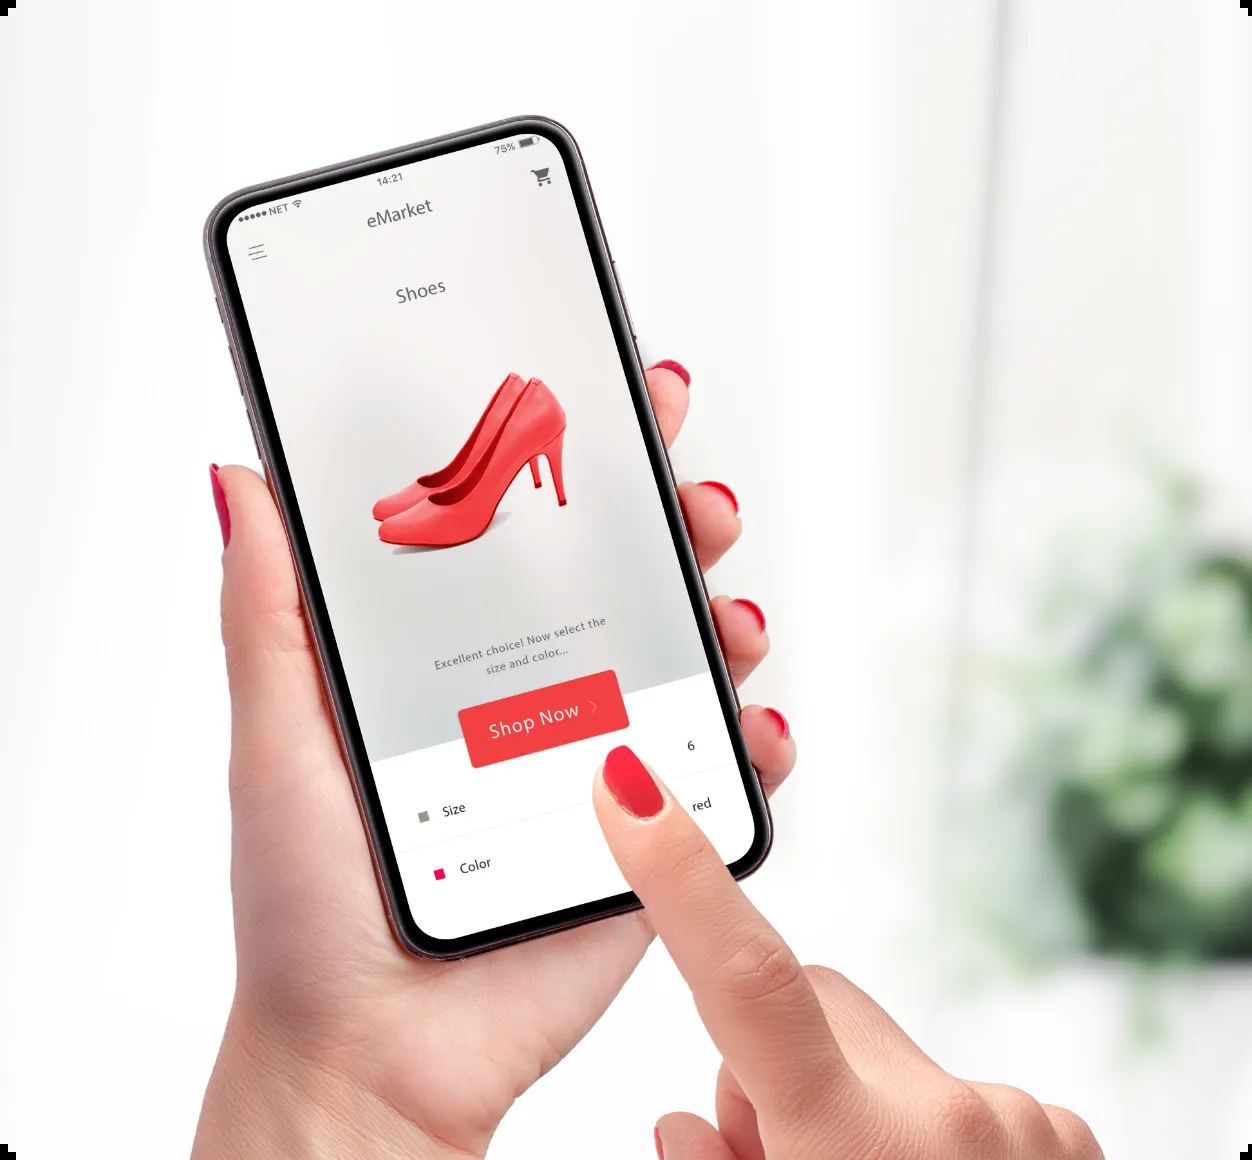 NET 14:21 75%
eMarket
Shoes
Excellent choice! Now select the
size and color...
Shop Now
Size 6
Color red